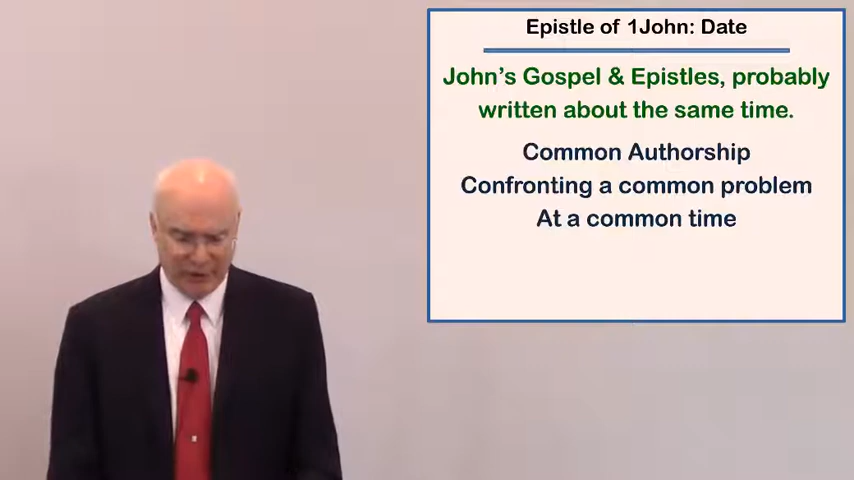 Epistle of 1John: Date
John's Gospel & Epistles, probably
written about the same time.
Common Authorship
Confronting a common problem
At a common time